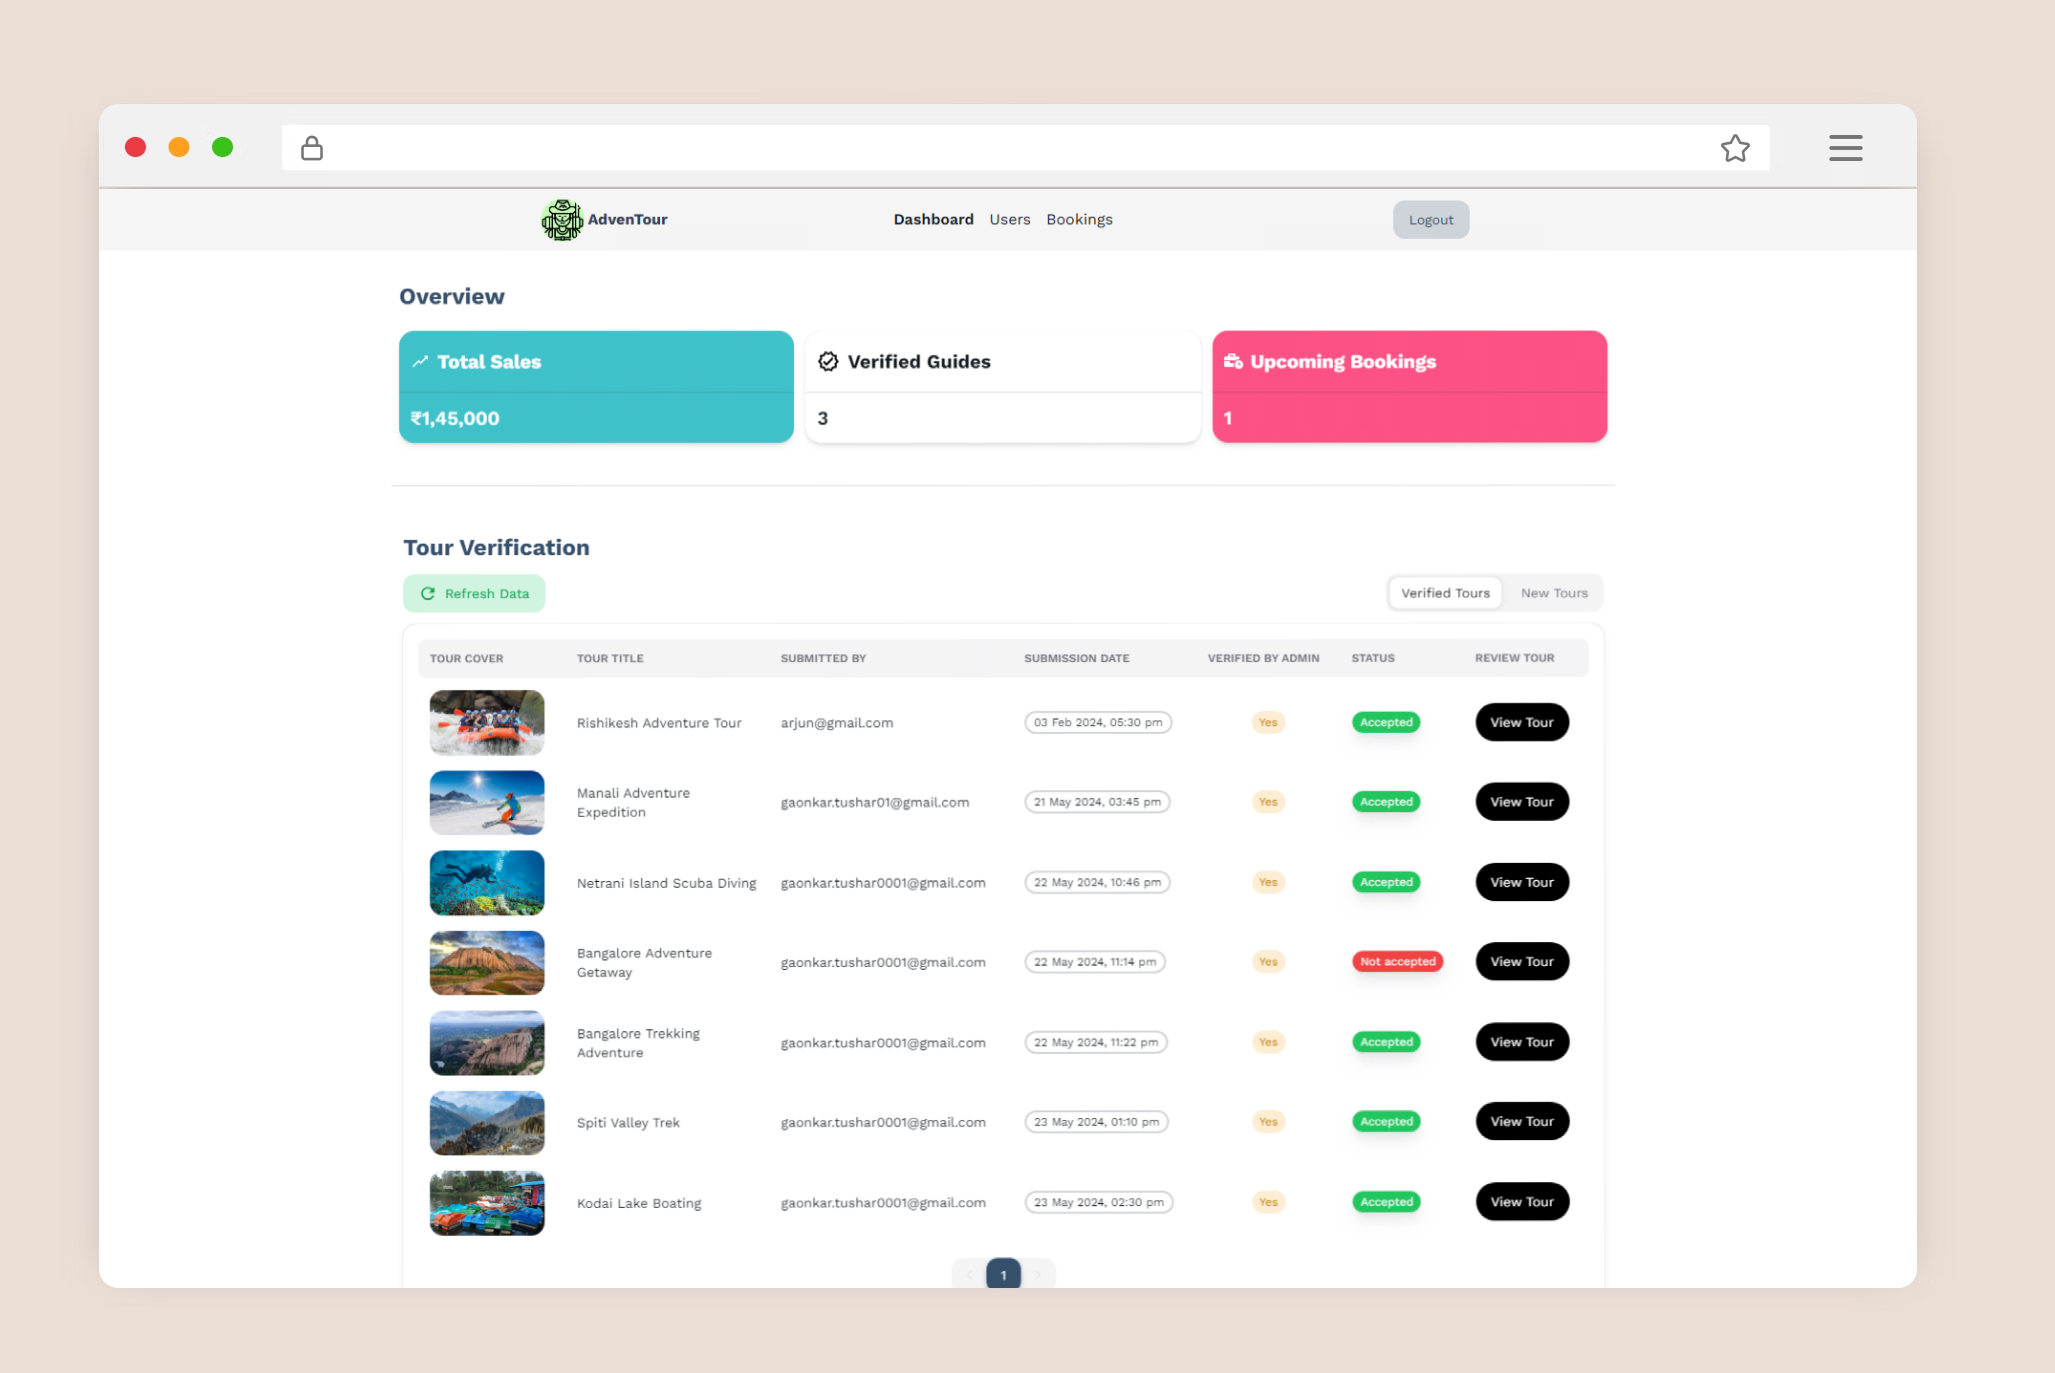 AdvenTour
Dashboard Users Bookings
Logout
Overview
Total Sales
₹1,45,000
Verified Guides
3
Upcoming Bookings
1
Tour Verification
Refresh Data
Verified Tours New Tours
TOUR COVER TOUR TITLE SUBMITTED BY SUBMISSION DATE VERIFIED BY ADMIN STATUS REVIEW TOUR
Rishikesh Adventure Tour arjun@gmail.com 03 Feb 2024, 05:30 pm Yes Accepted View Tour
Manali Adventure
Expedition
gaonkar.tushar01@gmail.com 21 May 2024, 03:45 pm Yes Accepted View Tour
Netrani Island Scuba Diving gaonkar.tushar0001@gmail.com 22 May 2024, 10:46 pm Yes Accepted View Tour
Bangalore Adventure
Getaway
gaonkar.tushar0001@gmail.com 22 May 2024, 11:14 pm Yes Not accepted View Tour
Bangalore Trekking
Adventure
gaonkar.tushar0001@gmail.com 22 May 2024, 11:22 pm Yes Accepted View Tour
Spiti Valley Trek gaonkar.tushar0001@gmail.com 23 May 2024, 01:10 pm Yes Accepted View Tour
Kodai Lake Boating gaonkar.tushar0001@gmail.com 23 May 2024, 02:30 pm Yes Accepted View Tour
1